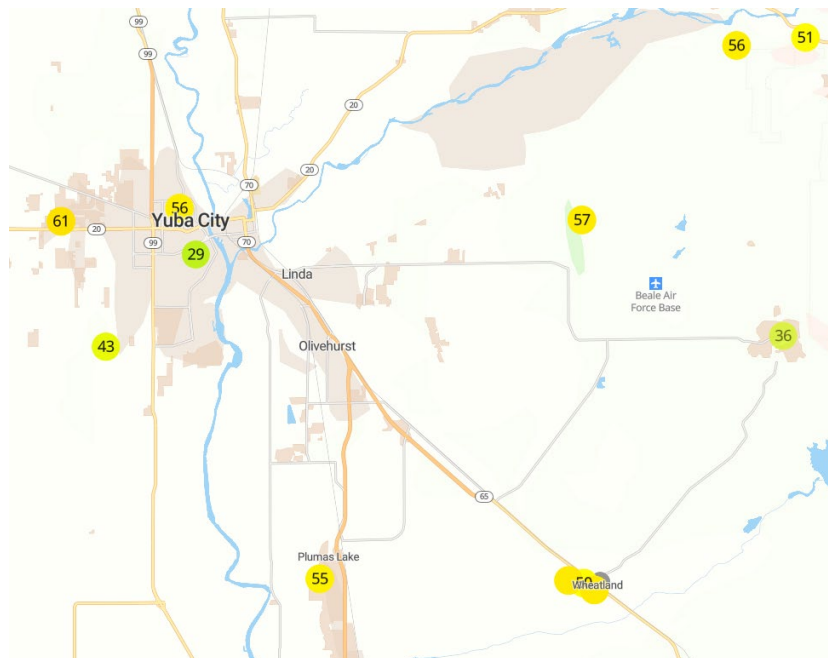 99
51
56
99
20
20
70
56
61
Yuba City
57
20
99
70
29
Linda
Beale Air
Force Base
36
43
Olivehurst
65
Plumas Lake
55
Wheatland